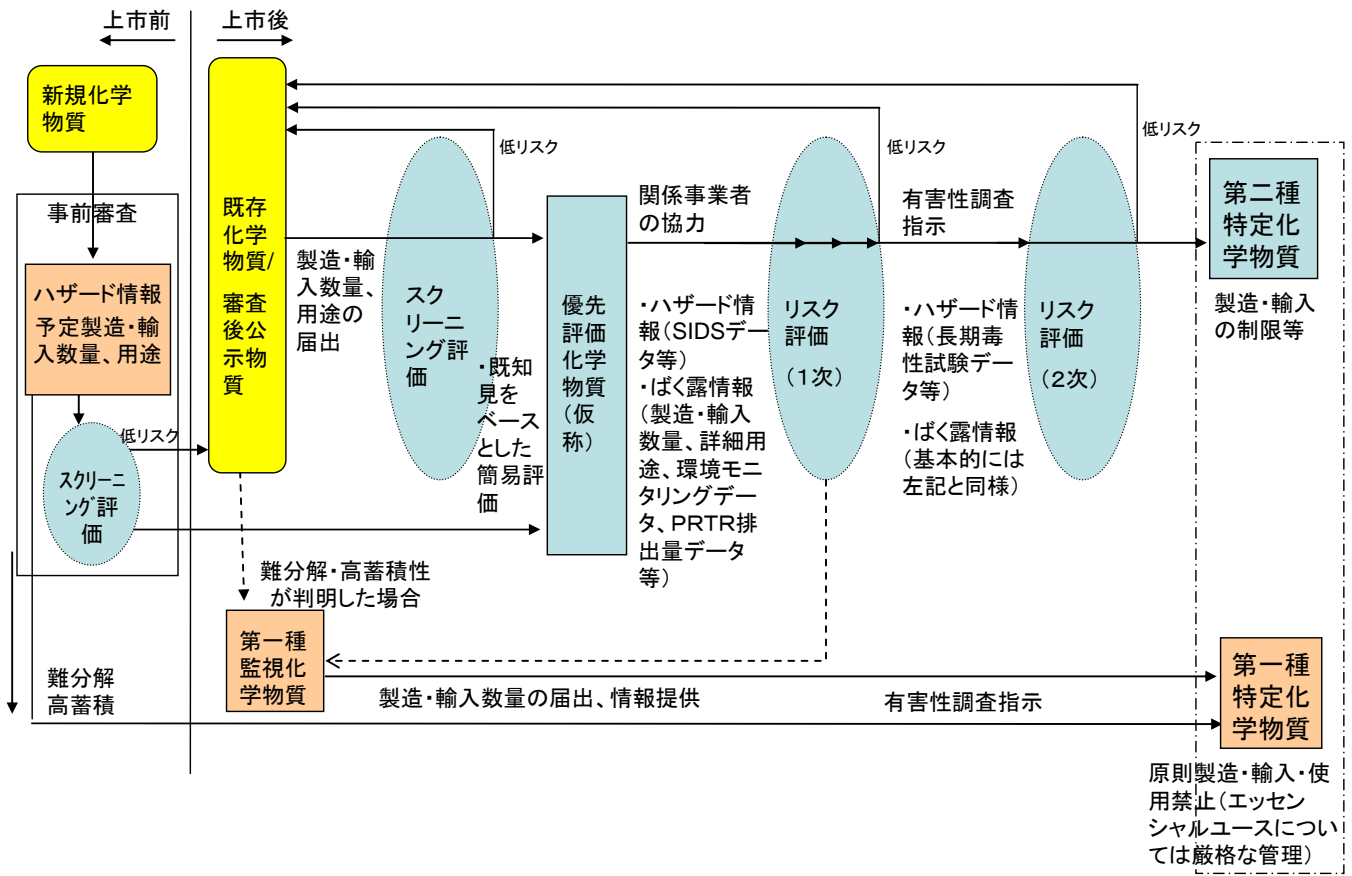 上市前
上市後
新規化学
物質
事前審査
ハザード情報
予定製造・輸
入数量、用途
低リスク
スクリーニ
ング評
価
難分解
高蓄積
既存
化学
物質/
審査
後公
示物
質
製造・輸
入数量、
用途の
届出
スク
リーニ
ング評
価
低リスク
・既知
見を
ベース
とした
簡易評
価
優先
評価
化学
物質
(仮
称)
関係事業者
の協力
・ハザード情
報(SIDSデー
タ等)
・ばく露情報
(製造・輸入
数量、詳細用
途、環境モニ
タリングデー
タ、PRTR排
出量データ
等)
リスク
評価
(1次)
低リスク
有害性調査
指示
・ハザード情
報(長期毒
性試験デー
タ等)
・ばく露情報
(基本的には
左記と同様)
リスク
評価
(2次)
低リスク
第二種
特定化
学物質
製造・輸入
の制限等
難分解・高蓄積性
が判明した場合
第一種
監視化
学物質
製造・輸入数量の届出、情報提供
有害性調査指示
第一種
特定化
学物質
原則製造・輸入・使
用禁止(エッセン
シャルユースについ
ては厳格な管理)